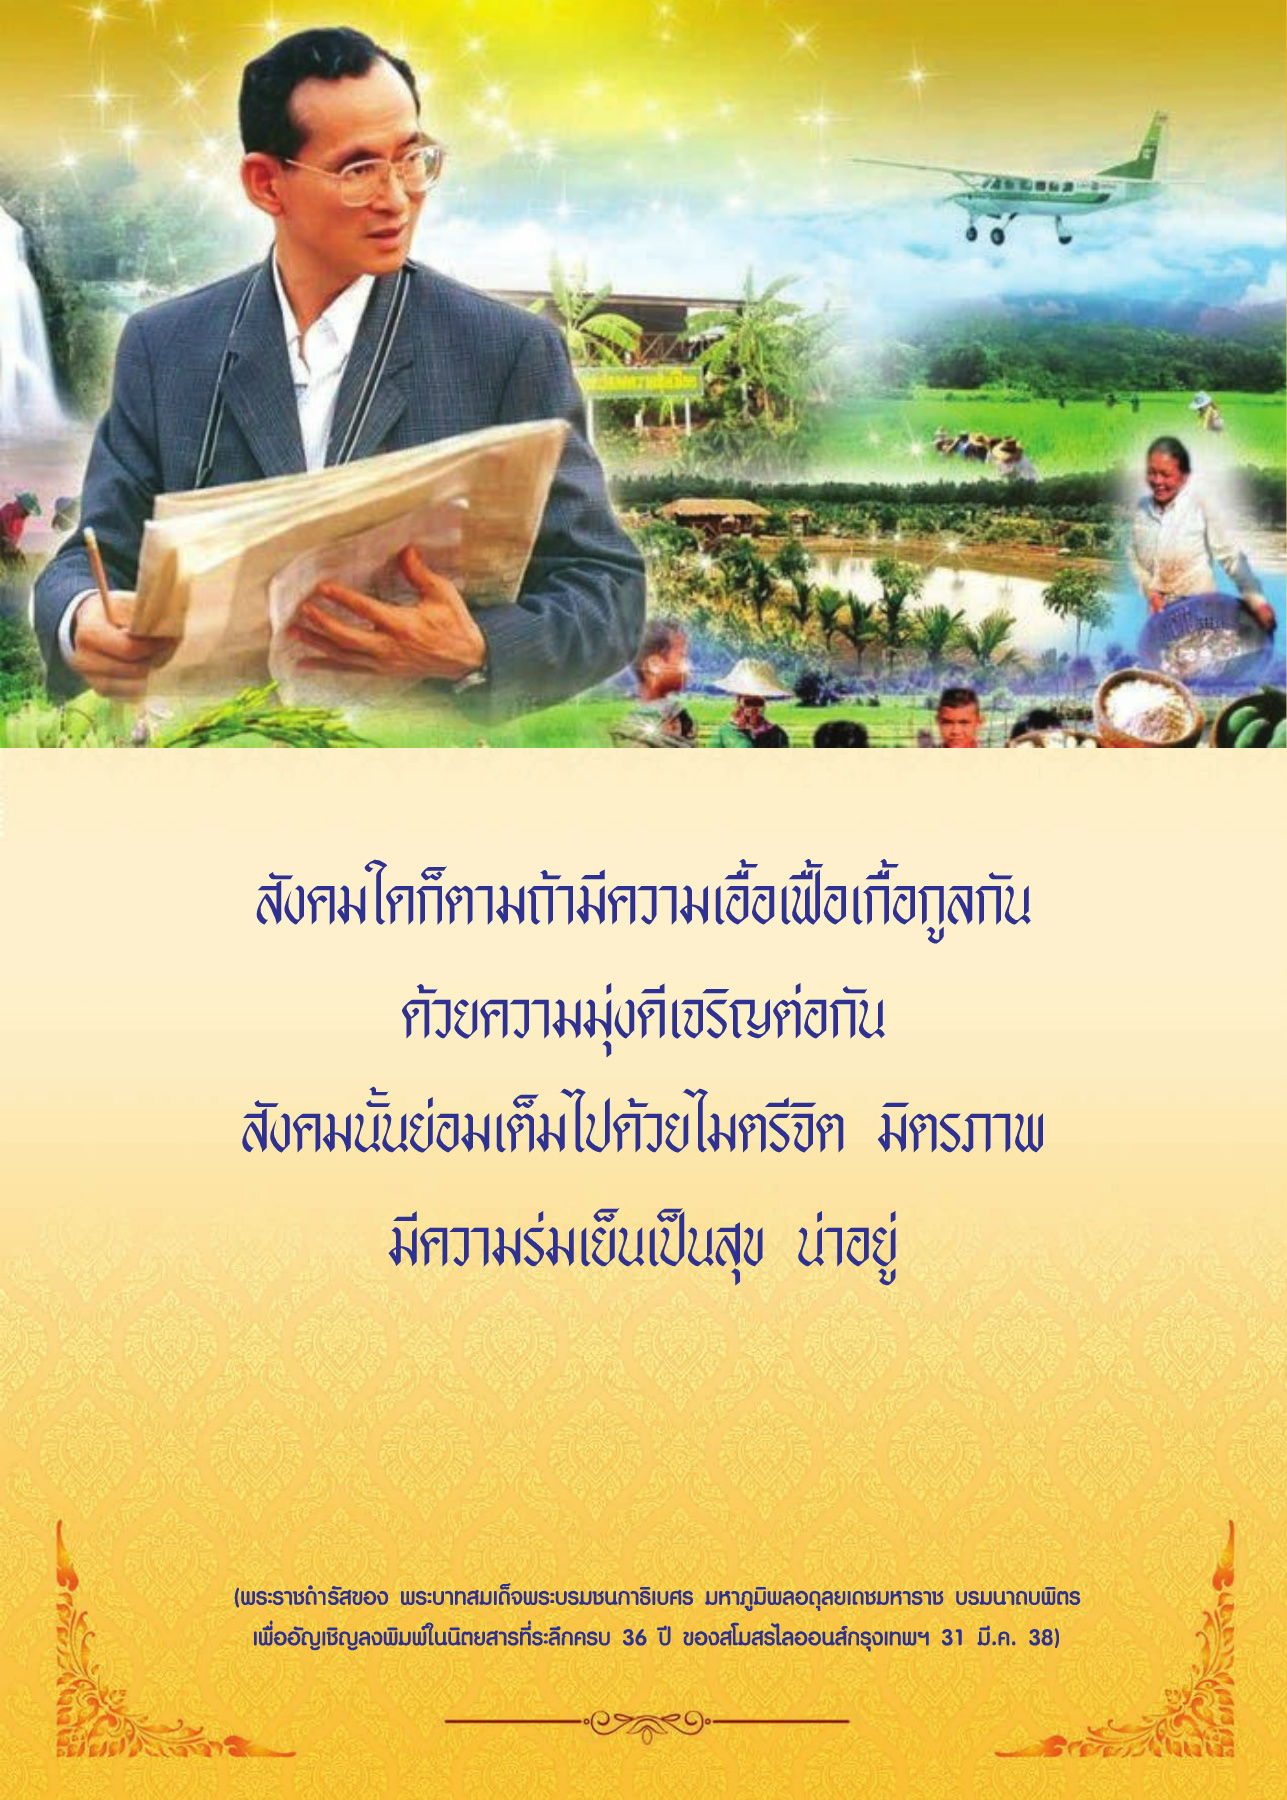 สังคมใดก็ตามถ้ามีความเอื้อเฟื้อเกื้อกูลกัน
ด้วยความมุ่งดีเจริญต่อกัน
สังคมนั้นย่อมเต็มไปด้วยไมตรีจิต มิตรภาพ
มีความร่มเย็นเป็นสุข น่าอยู่
(พระราชดำรัสของ พระบาทสมเด็จพระบรมชนกาธิเบศร มหาภูมิพลอดุลยเดชมหาราช บรมนาถบพิตร
เพื่ออัญเชิญลงพิมพ์ในนิตยสารที่ระลึกครบ 36 ปี ของสโมสรไลออนส์กรุงเทพฯ 31 มี.ค. 38)